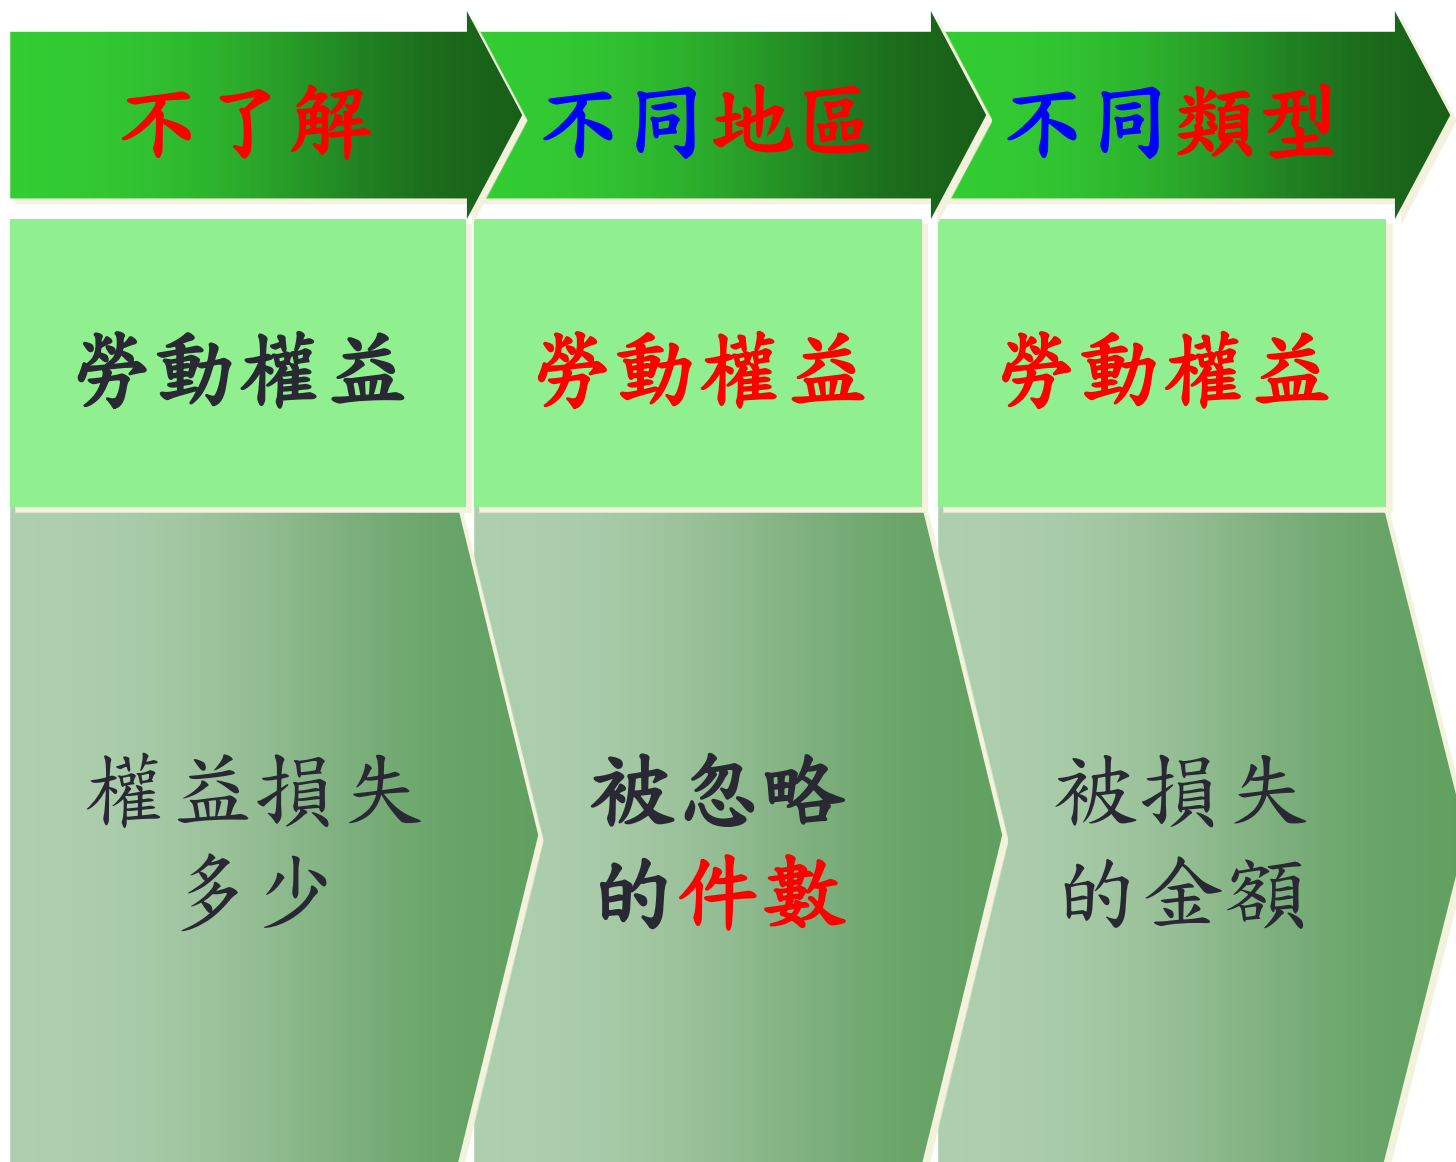 不了解
不同地區
不同類型
勞動權益
勞動權益
勞動權益
權益損失
多少
被忽略
的件數
被損失
的金額